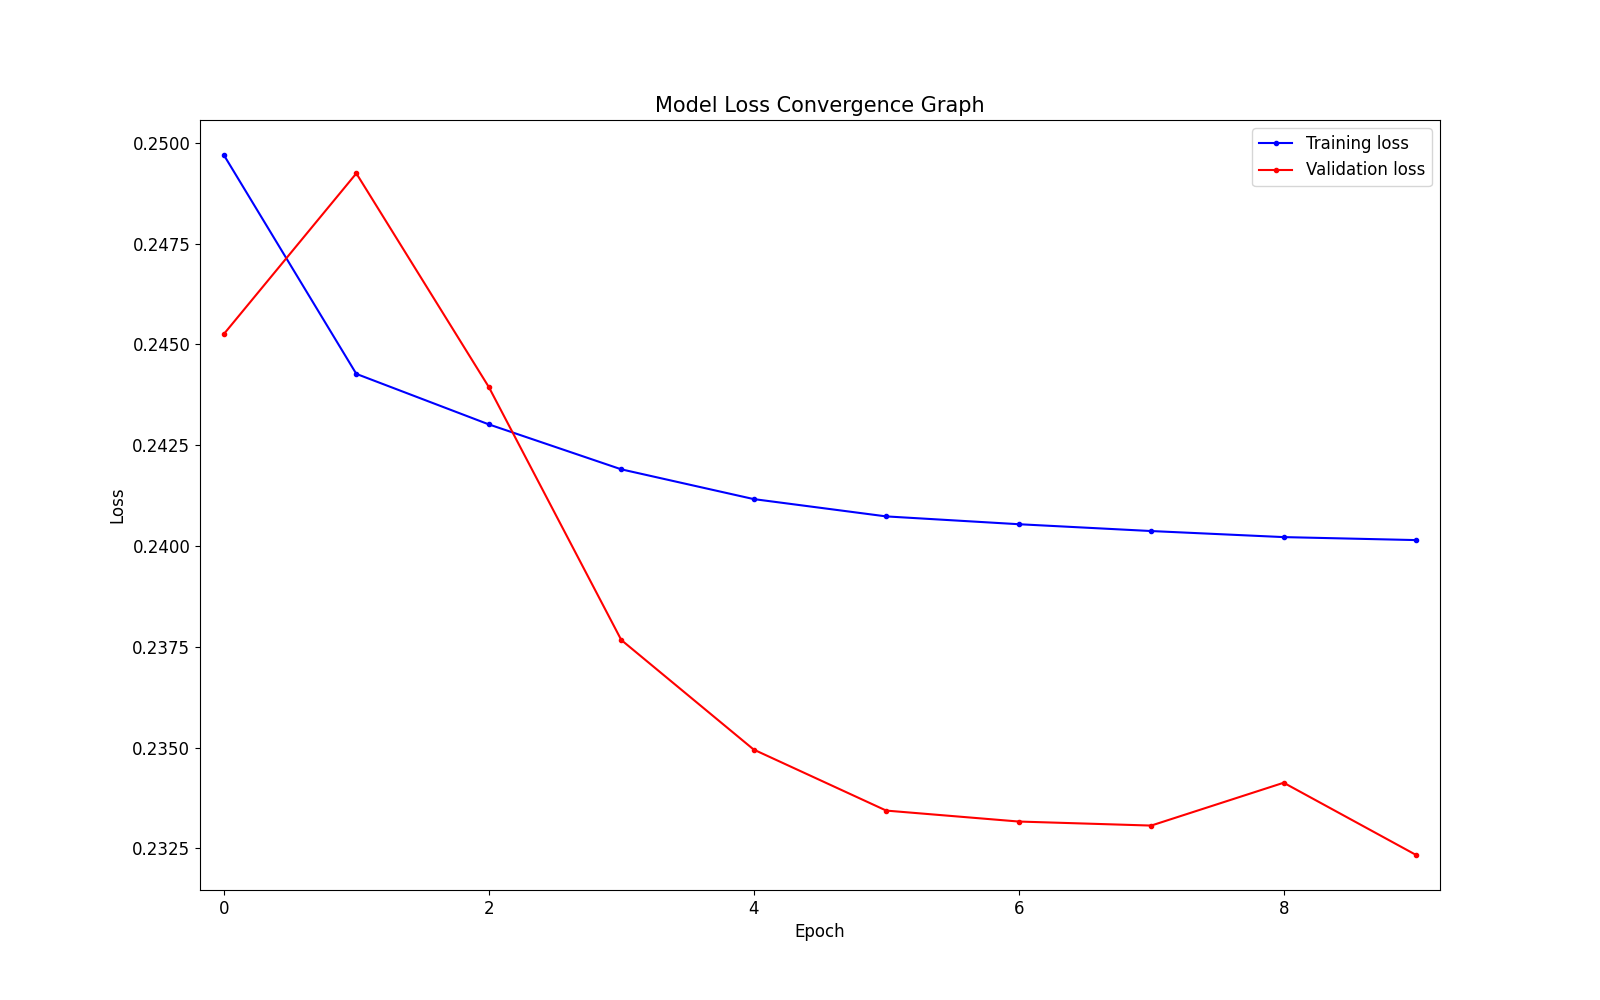 Model Loss Convergence Graph
Training loss
Validation loss
0.2500
0.2475
0.2450
0.2425
0.2400
0.2375
0.2350
0.2325
Loss
0 2 4 6 8
Epoch